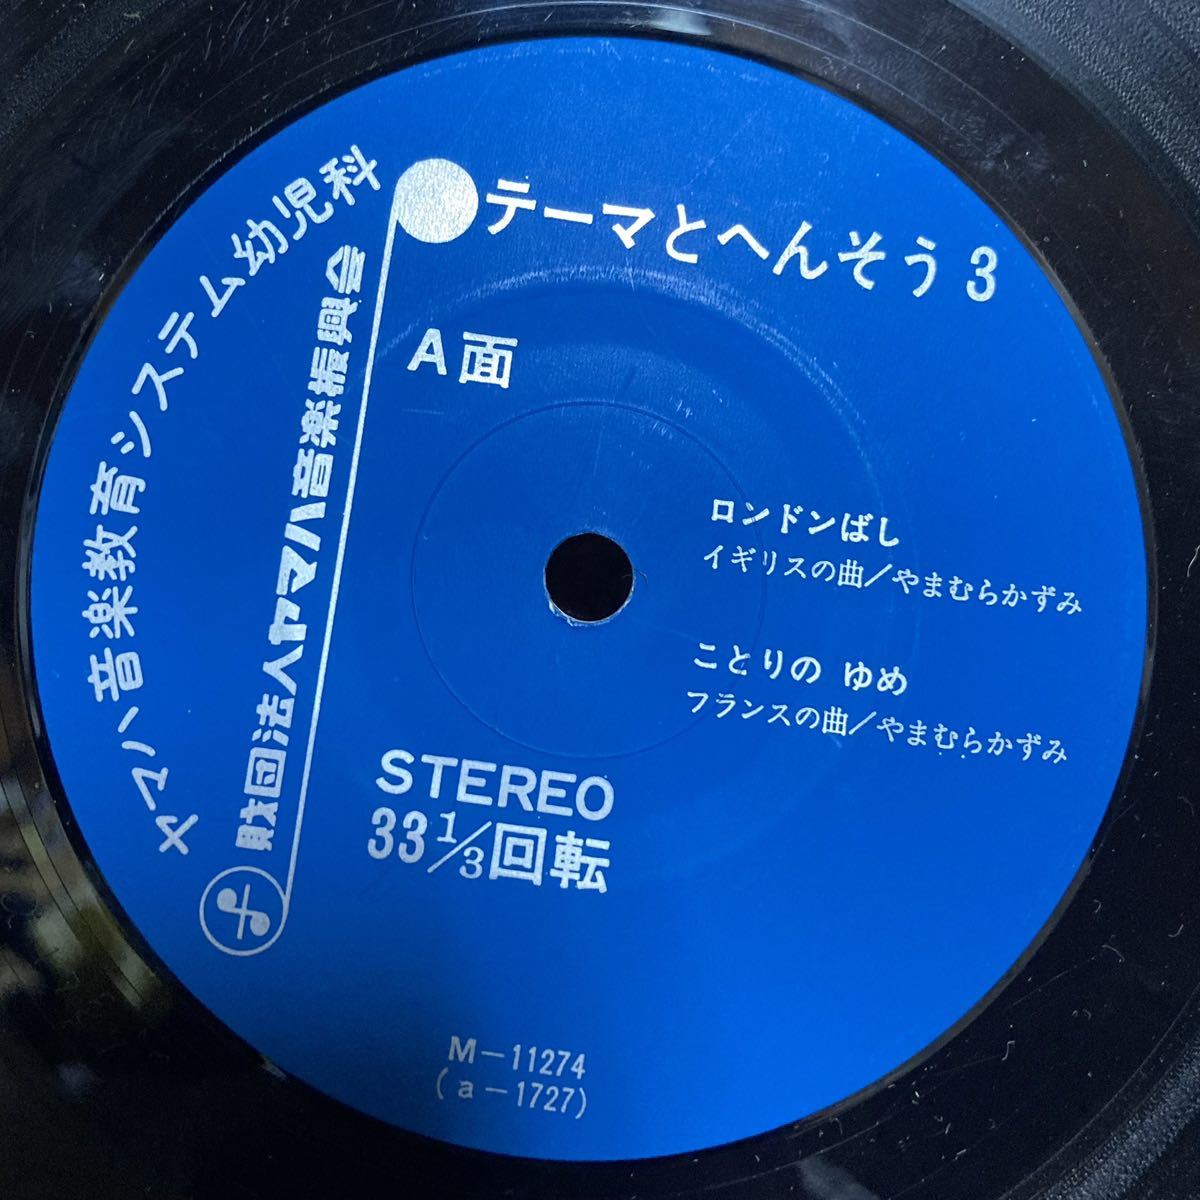 ヤマハ音楽教育システム幼児科
財団法人ヤマハ音楽振興会
テーマとへんそう 3
A面
ロンドンばし
イギリスの曲/やまむらかずみ
ことりの ゆめ
フランスの曲/やまむらかずみ
STEREO
33 1/3回転
M-11274
(a-1727)